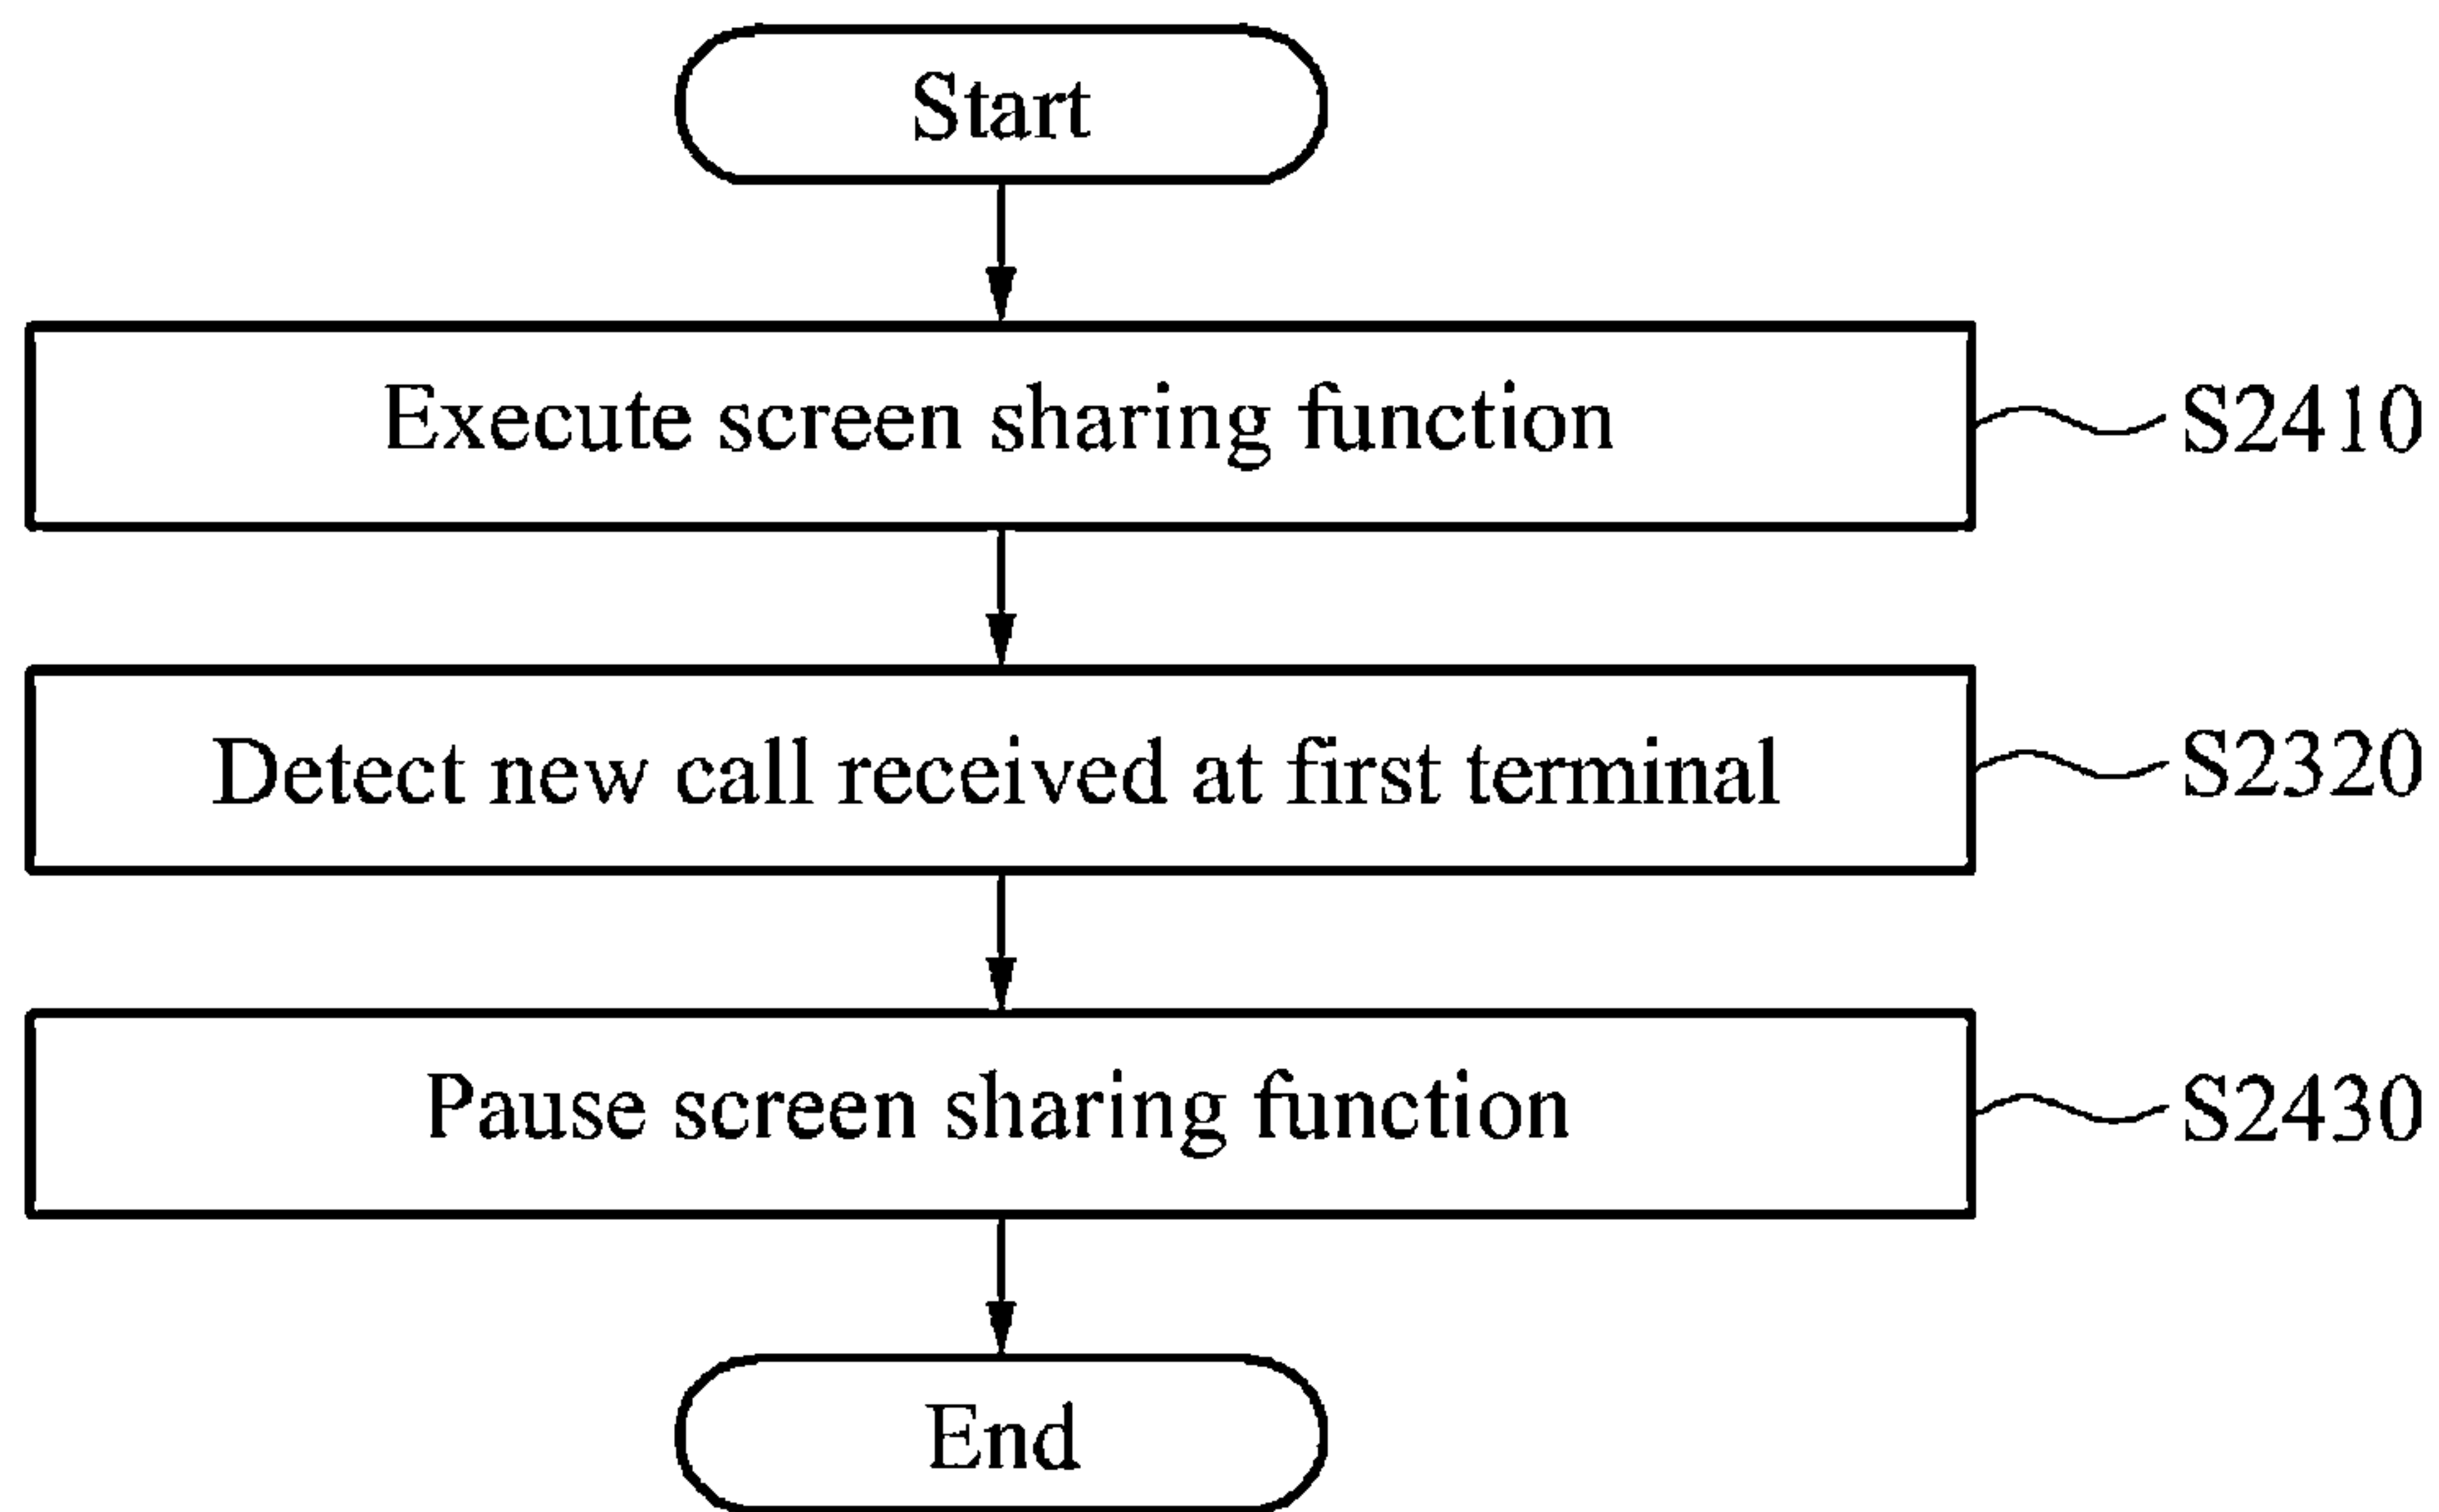 Start
Execute screen sharing function
S2410
Detect new call received at first terminal
S2320
Pause screen sharing function
S2430
End